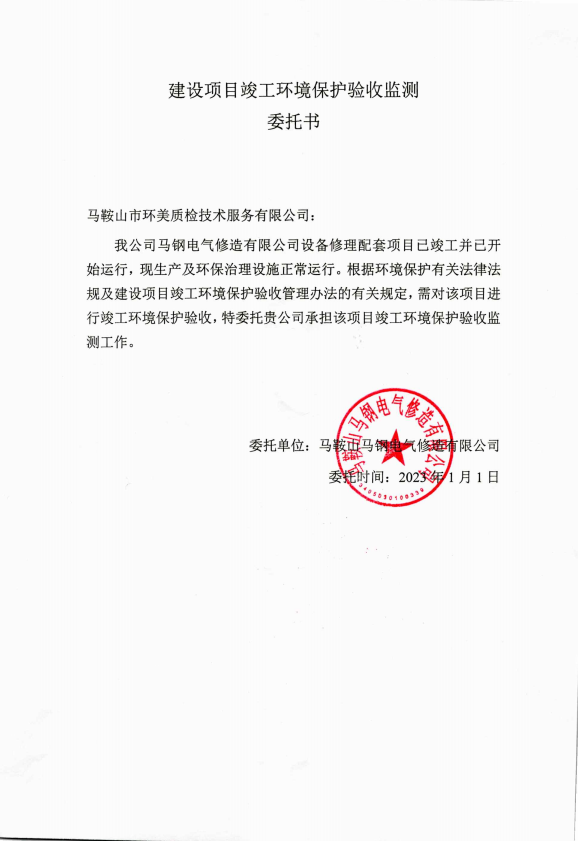 建设项目竣工环境保护验收监测
委托书
马鞍山市环美质检技术服务有限公司：
我公司马钢电气修造有限公司设备修理配套项目已竣工并已开
始运行，现生产及环保治理设施正常运行。根据环境保护有关法律法
规及建设项目竣工环境保护验收管理办法的有关规定，需对该项目进
行竣工环境保护验收，特委托贵公司承担该项目竣工环境保护验收监
测工作。
马鞍山马钢电气修造有限公司
委托单位：马鞍山马钢电气修造有限公司
委托时间：2023年1月1日